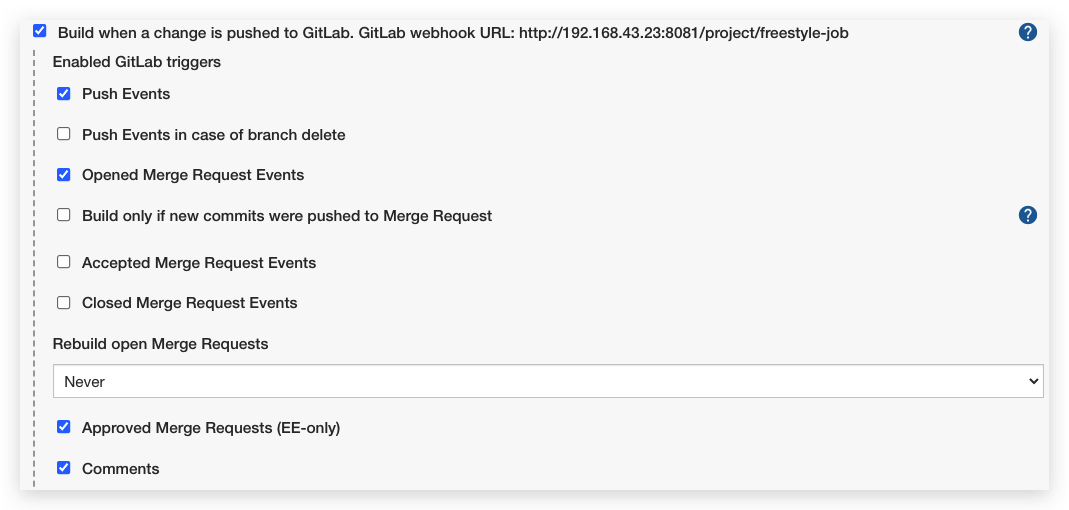 Build when a change is pushed to GitLab. GitLab webhook URL: http://192.168.43.23:8081/project/freestyle-job
?
Enabled GitLab triggers
Push Events
Push Events in case of branch delete
Opened Merge Request Events
Build only if new commits were pushed to Merge Request
?
Accepted Merge Request Events
Closed Merge Request Events
Rebuild open Merge Requests
Never
Approved Merge Requests (EE-only)
Comments